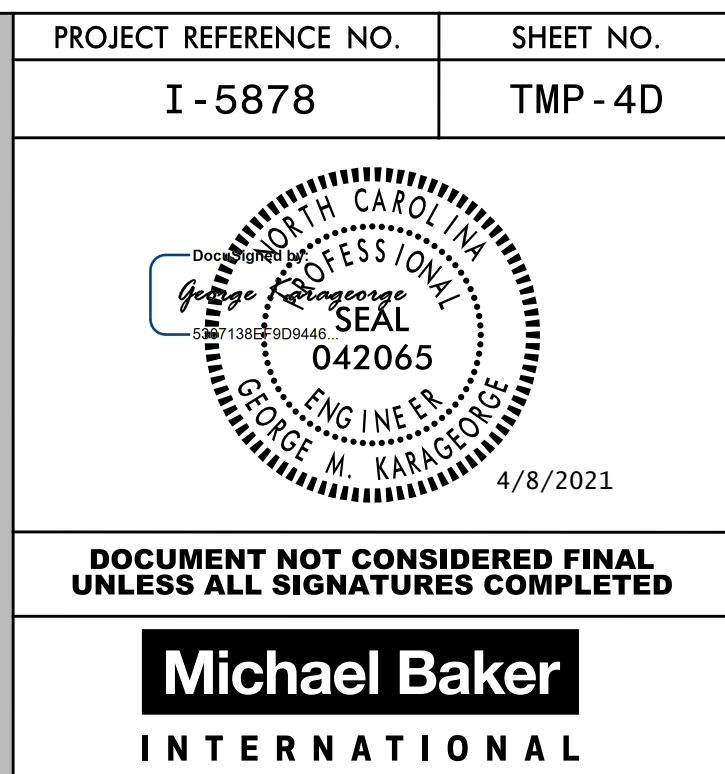 PROJECT REFERENCE NO.
SHEET NO.
I-5878
TMP-4D
NORTH CAROLINA
PROFESSIONAL
DocuSigned by:
George Karageorge
5397138EF9D9446...
SEAL
042065
ENGINEER
GEORGE M. KARAGEORGE
4/8/2021
DOCUMENT NOT CONSIDERED FINAL
UNLESS ALL SIGNATURES COMPLETED
Michael Baker
INTERNATIONAL